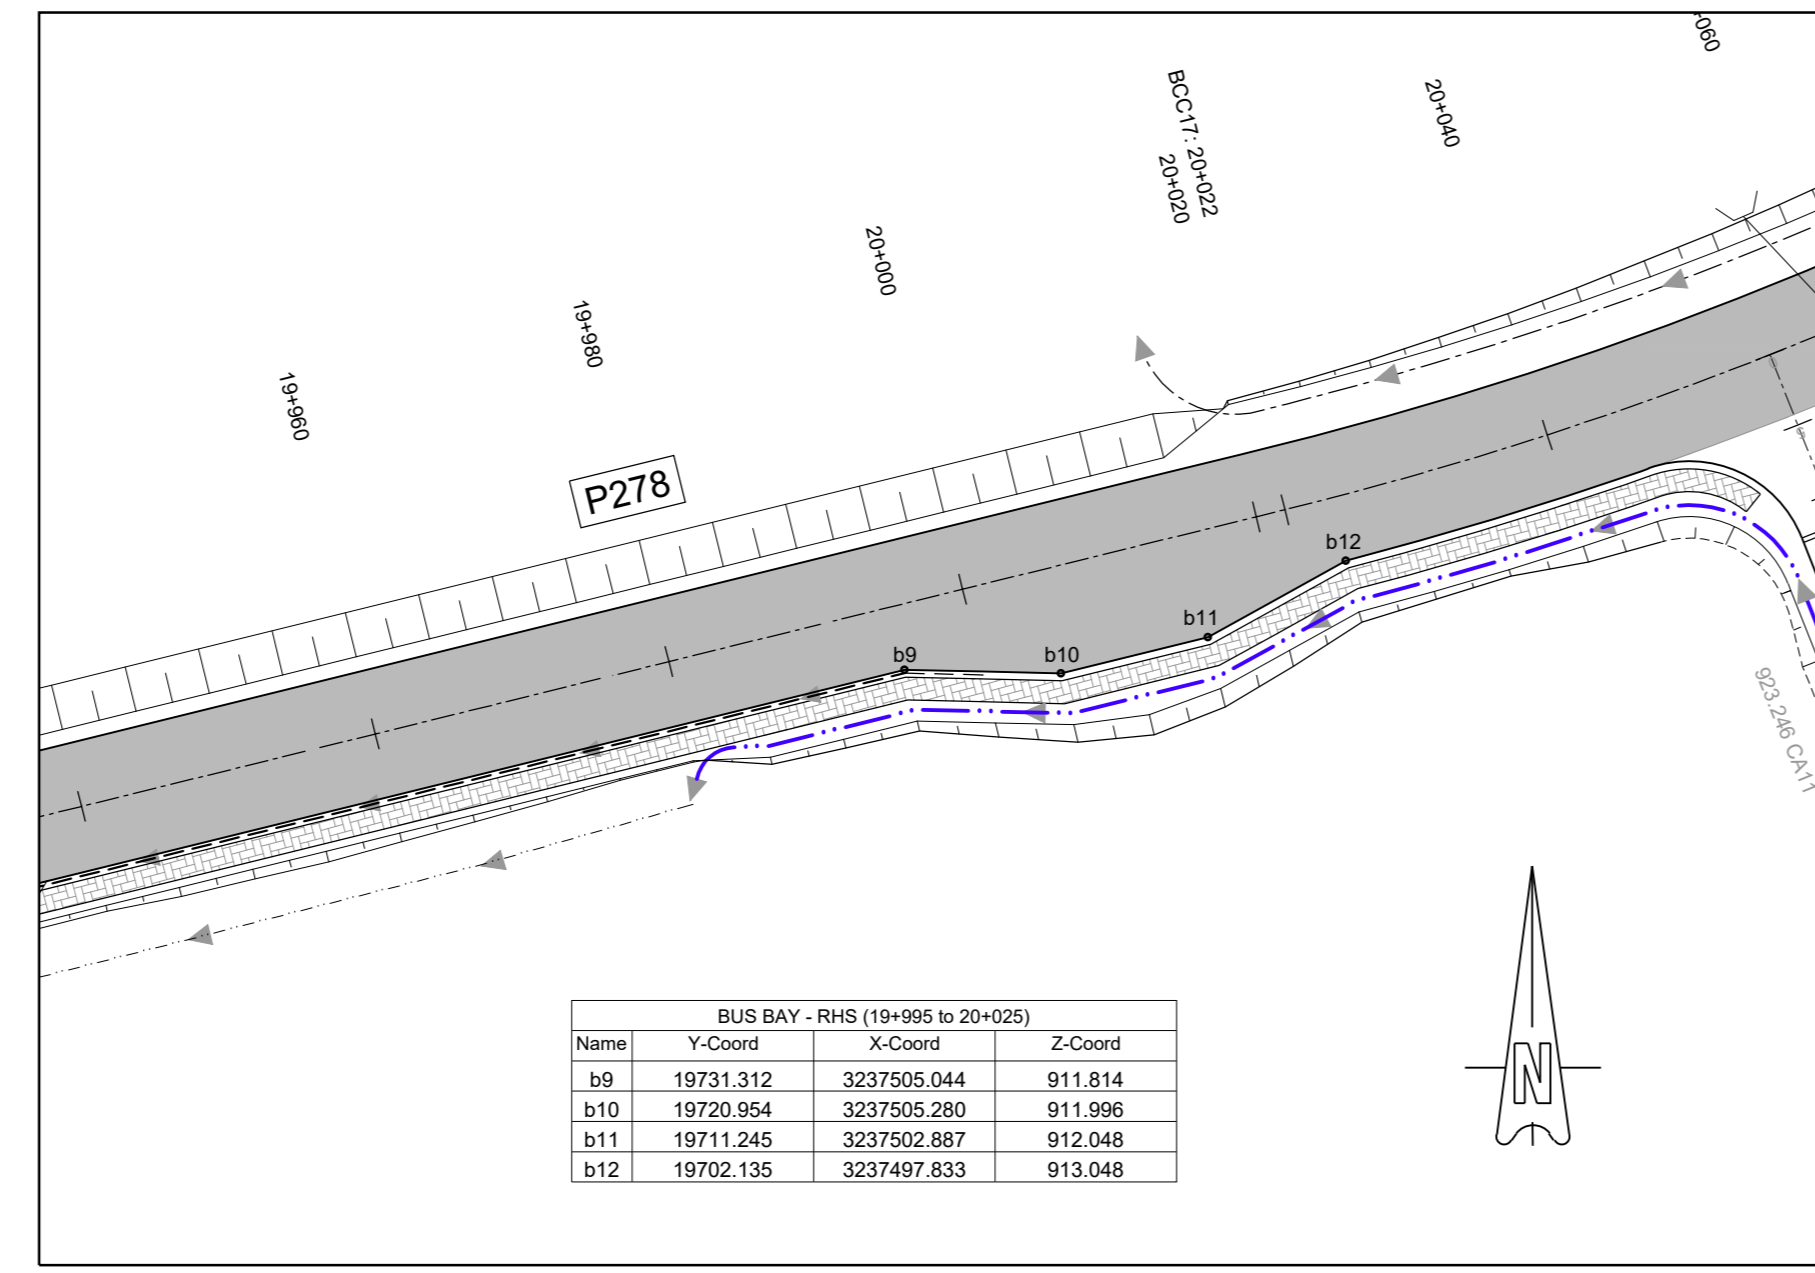 +060
20+040
BCC17: 20+022
20+020
20+000
19+980
19+960
P278
b12
b11
b9
b10
923.246 CA11
BUS BAY - RHS (19+995 to 20+025)
Name Y-Coord X-Coord Z-Coord
b9 19731.312 3237505.044 911.814
b10 19720.954 3237505.280 911.996
b11 19711.245 3237502.887 912.048
b12 19702.135 3237497.833 913.048
N